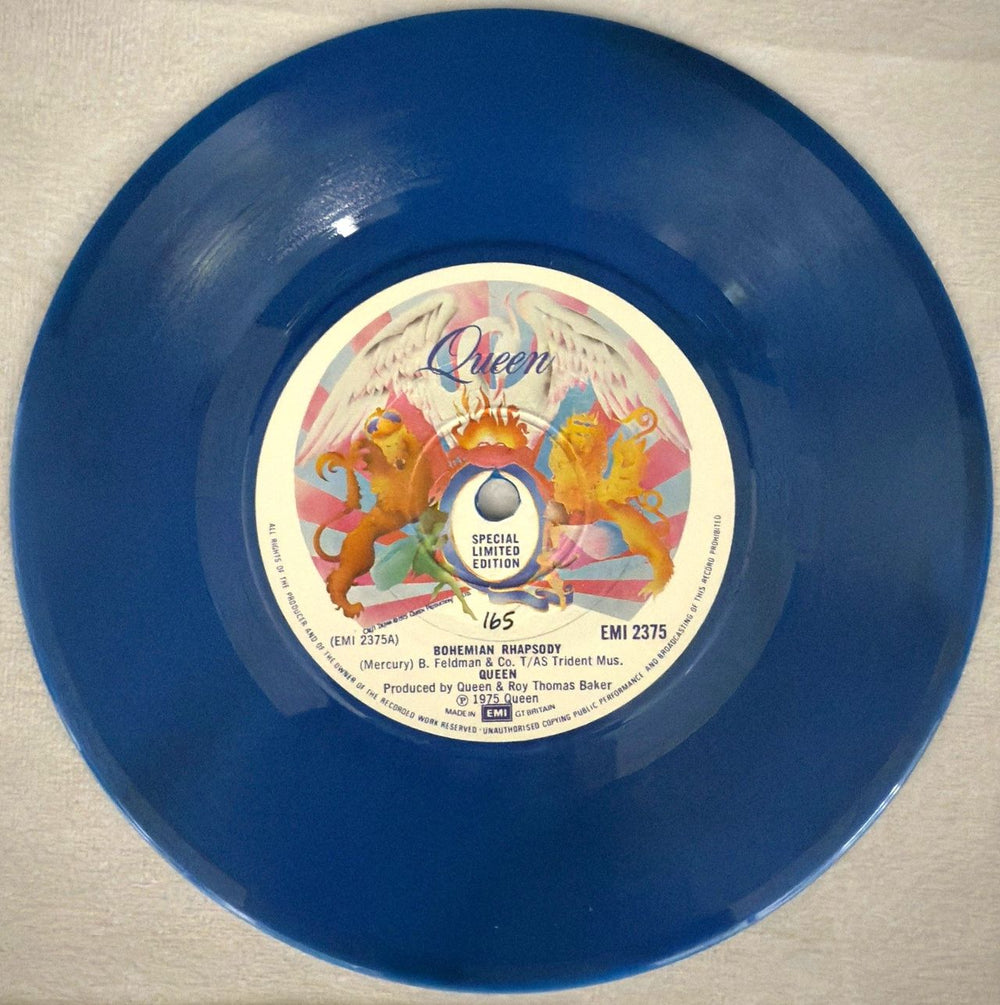 Queen
SPECIAL
LIMITED
EDITION
165
(EMI 2375A)
EMI 2375
BOHEMIAN RHAPSODY
(Mercury) B. Feldman & Co. T/AS Trident Mus.
QUEEN
Produced by Queen & Roy Thomas Baker
℗ 1975 Queen
MADE IN EMI GT BRITAIN
ALL RIGHTS OF THE PRODUCER AND OF THE OWNER OF THE RECORDED WORK RESERVED · UNAUTHORISED COPYING PUBLIC PERFORMANCE AND BROADCASTING OF THIS RECORD PROHIBITED